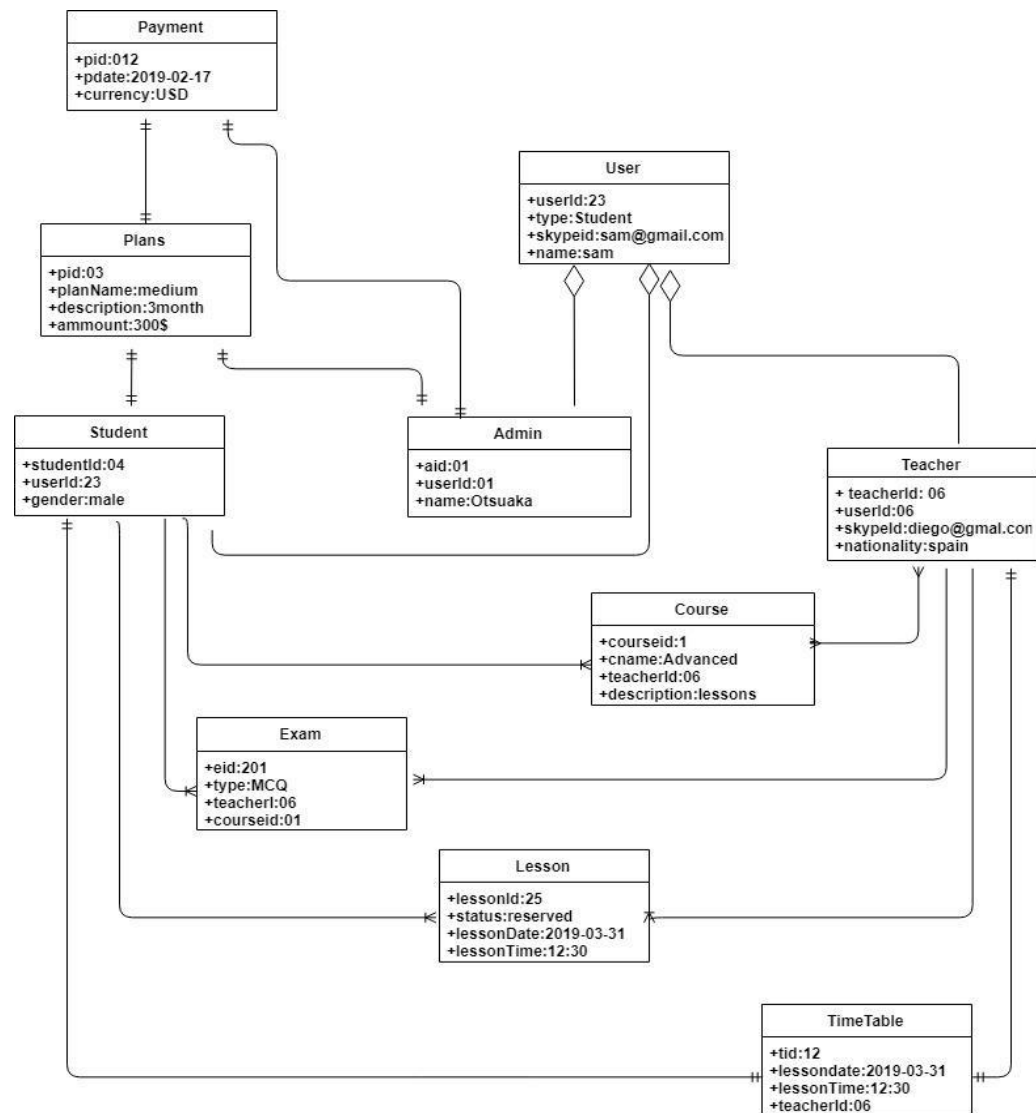 Payment
+pid:012
+pdate:2019-02-17
+currency:USD
User
+userId:23
+type:Student
+skypeid:sam@gmail.com
+name:sam
Plans
+pid:03
+planName:medium
+description:3month
+ammount:300$
Student
+studentId:04
+userId:23
+gender:male
Admin
+aid:01
+userId:01
+name:Otsuaka
Teacher
+ teacherId: 06
+userId:06
+skypeId:diego@gmal.com
+nationality:spain
Course
+courseid:1
+cname:Advanced
+teacherId:06
+description:lessons
Exam
+eid:201
+type:MCQ
+teacherI:06
+courseid:01
Lesson
+lessonId:25
+status:reserved
+lessonDate:2019-03-31
+lessonTime:12:30
TimeTable
+tid:12
+lessondate:2019-03-31
+lessonTime:12:30
+teacherId:06